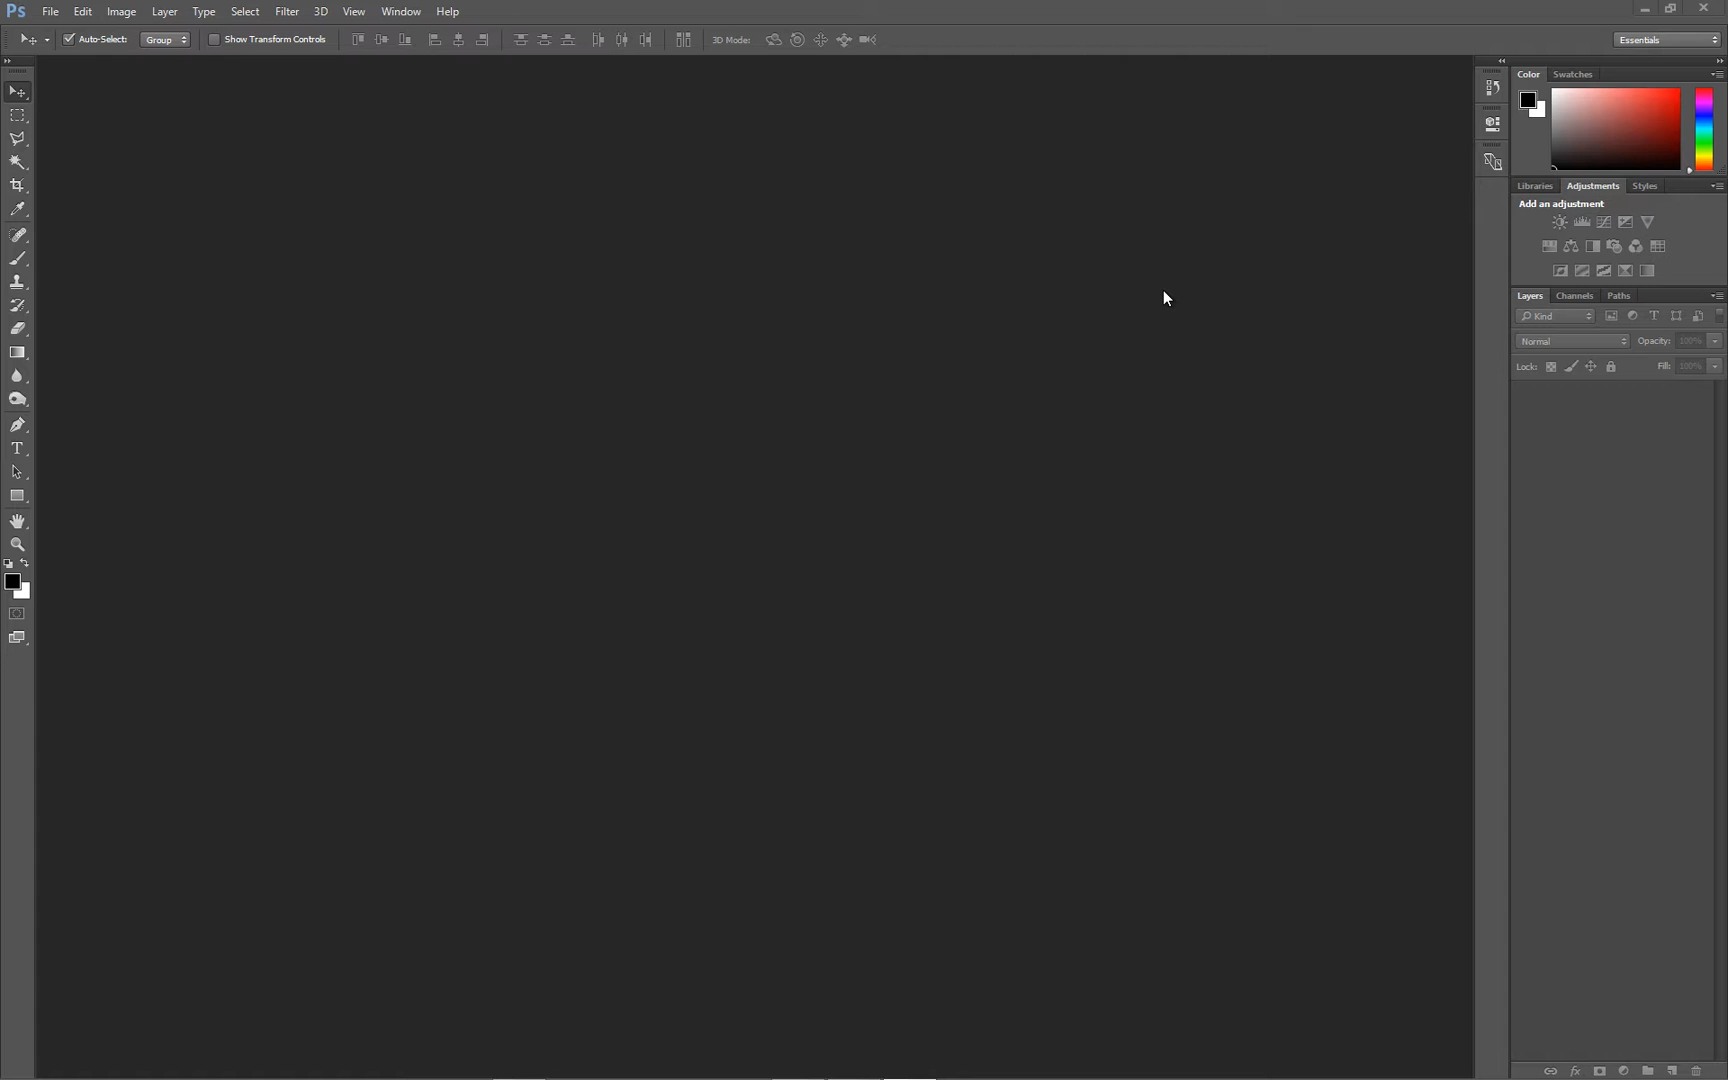 Ps File Edit Image Layer Type Select Filter 3D View Window Help
Auto-Select: Group Show Transform Controls 3D Mode: Essentials
Color Swatches
Libraries Adjustments Styles
Add an adjustment
Layers Channels Paths
Kind T
Normal Opacity: 100%
Lock: Fill: 100%
T
fx